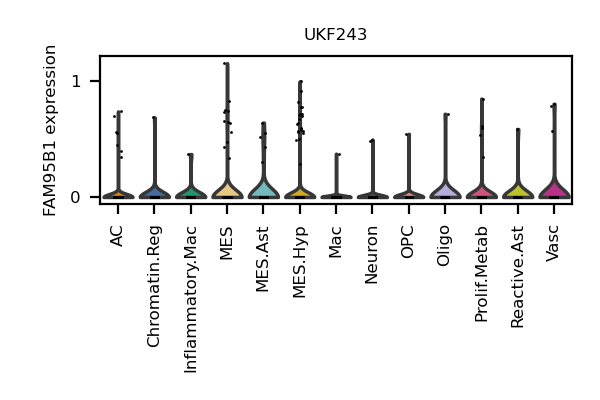 UKF243
FAM95B1 expression
1
0
AC
Chromatin.Reg
Inflammatory.Mac
MES
MES.Ast
MES.Hyp
Mac
Neuron
OPC
Oligo
Prolif.Metab
Reactive.Ast
Vasc